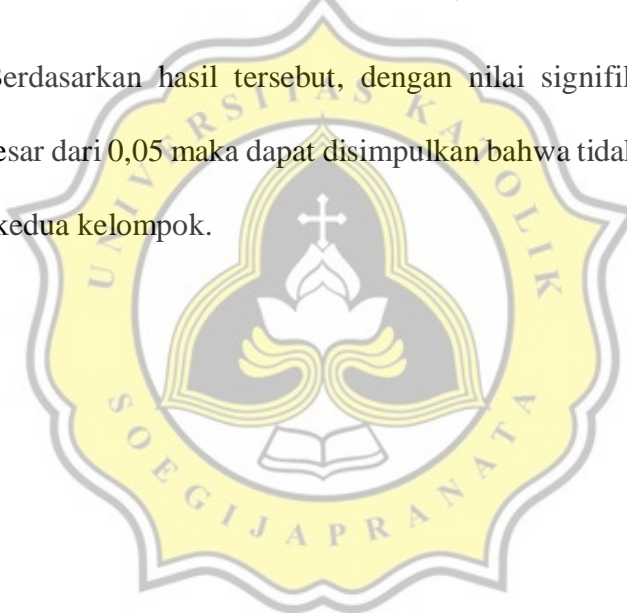 Berdasarkan hasil tersebut, dengan nilai signifi
esar dari 0,05 maka dapat disimpulkan bahwa tida
kedua kelompok.
UNIVERSITAS KATOLIK
SOEGIJAPRANATA